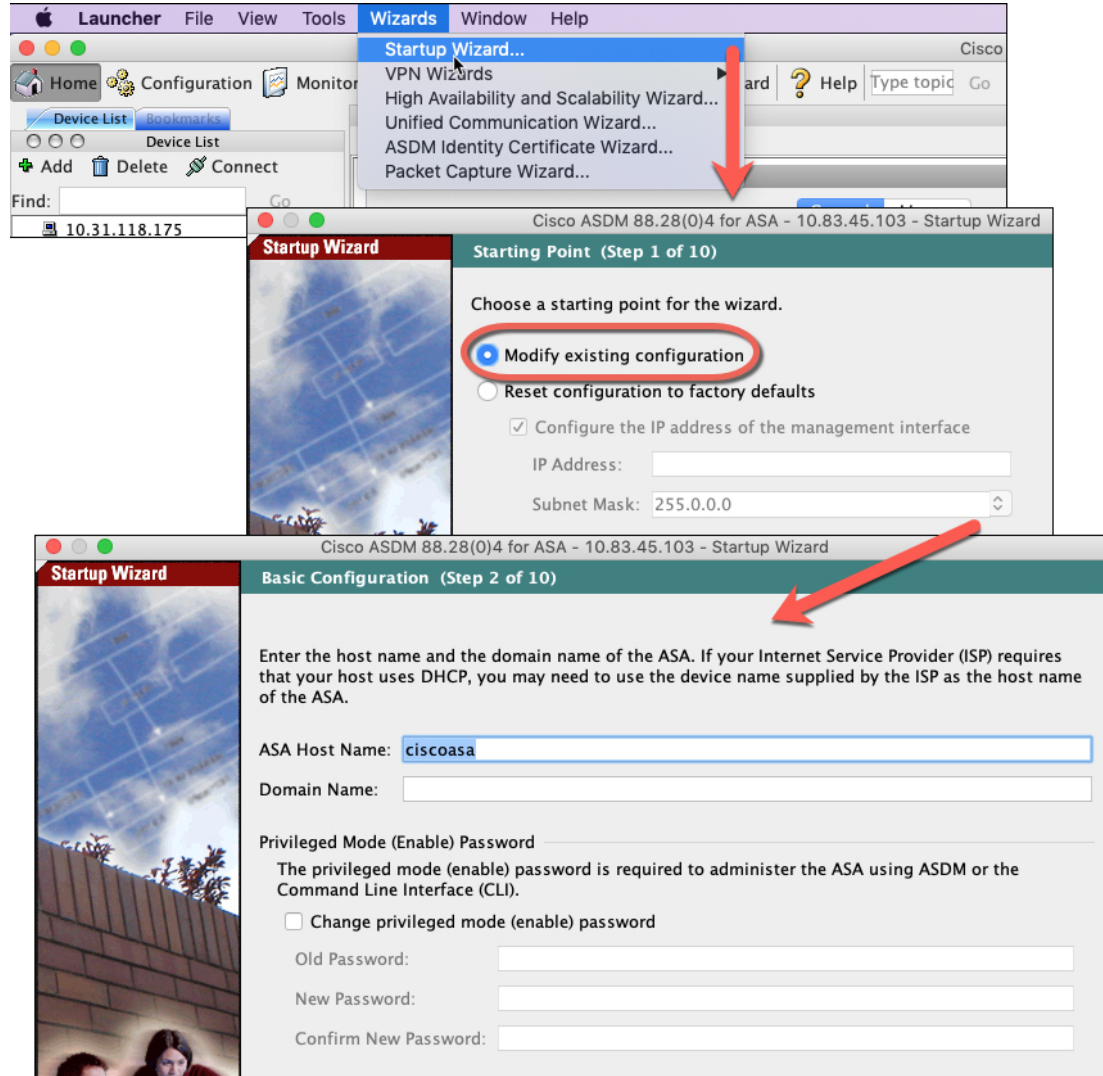 Launcher File View Tools Wizards Window Help
Startup Wizard...
Cisco
Home Configuration Monitor
VPN Wizards
ard Help Type topic Go
High Availability and Scalability Wizard...
Device List Bookmarks
Unified Communication Wizard...
Device List
ASDM Identity Certificate Wizard...
Add Delete Connect
Packet Capture Wizard...
Find: Go
10.31.118.175
Cisco ASDM 88.28(0)4 for ASA - 10.83.45.103 - Startup Wizard
Startup Wizard
Starting Point (Step 1 of 10)
Choose a starting point for the wizard.
Modify existing configuration
Reset configuration to factory defaults
Configure the IP address of the management interface
IP Address:
Subnet Mask: 255.0.0.0
Cisco ASDM 88.28(0)4 for ASA - 10.83.45.103 - Startup Wizard
Startup Wizard
Basic Configuration (Step 2 of 10)
Enter the host name and the domain name of the ASA. If your Internet Service Provider (ISP) requires
that your host uses DHCP, you may need to use the device name supplied by the ISP as the host name
of the ASA.
ASA Host Name: ciscoasa
Domain Name:
Privileged Mode (Enable) Password
The privileged mode (enable) password is required to administer the ASA using ASDM or the
Command Line Interface (CLI).
Change privileged mode (enable) password
Old Password:
New Password:
Confirm New Password: